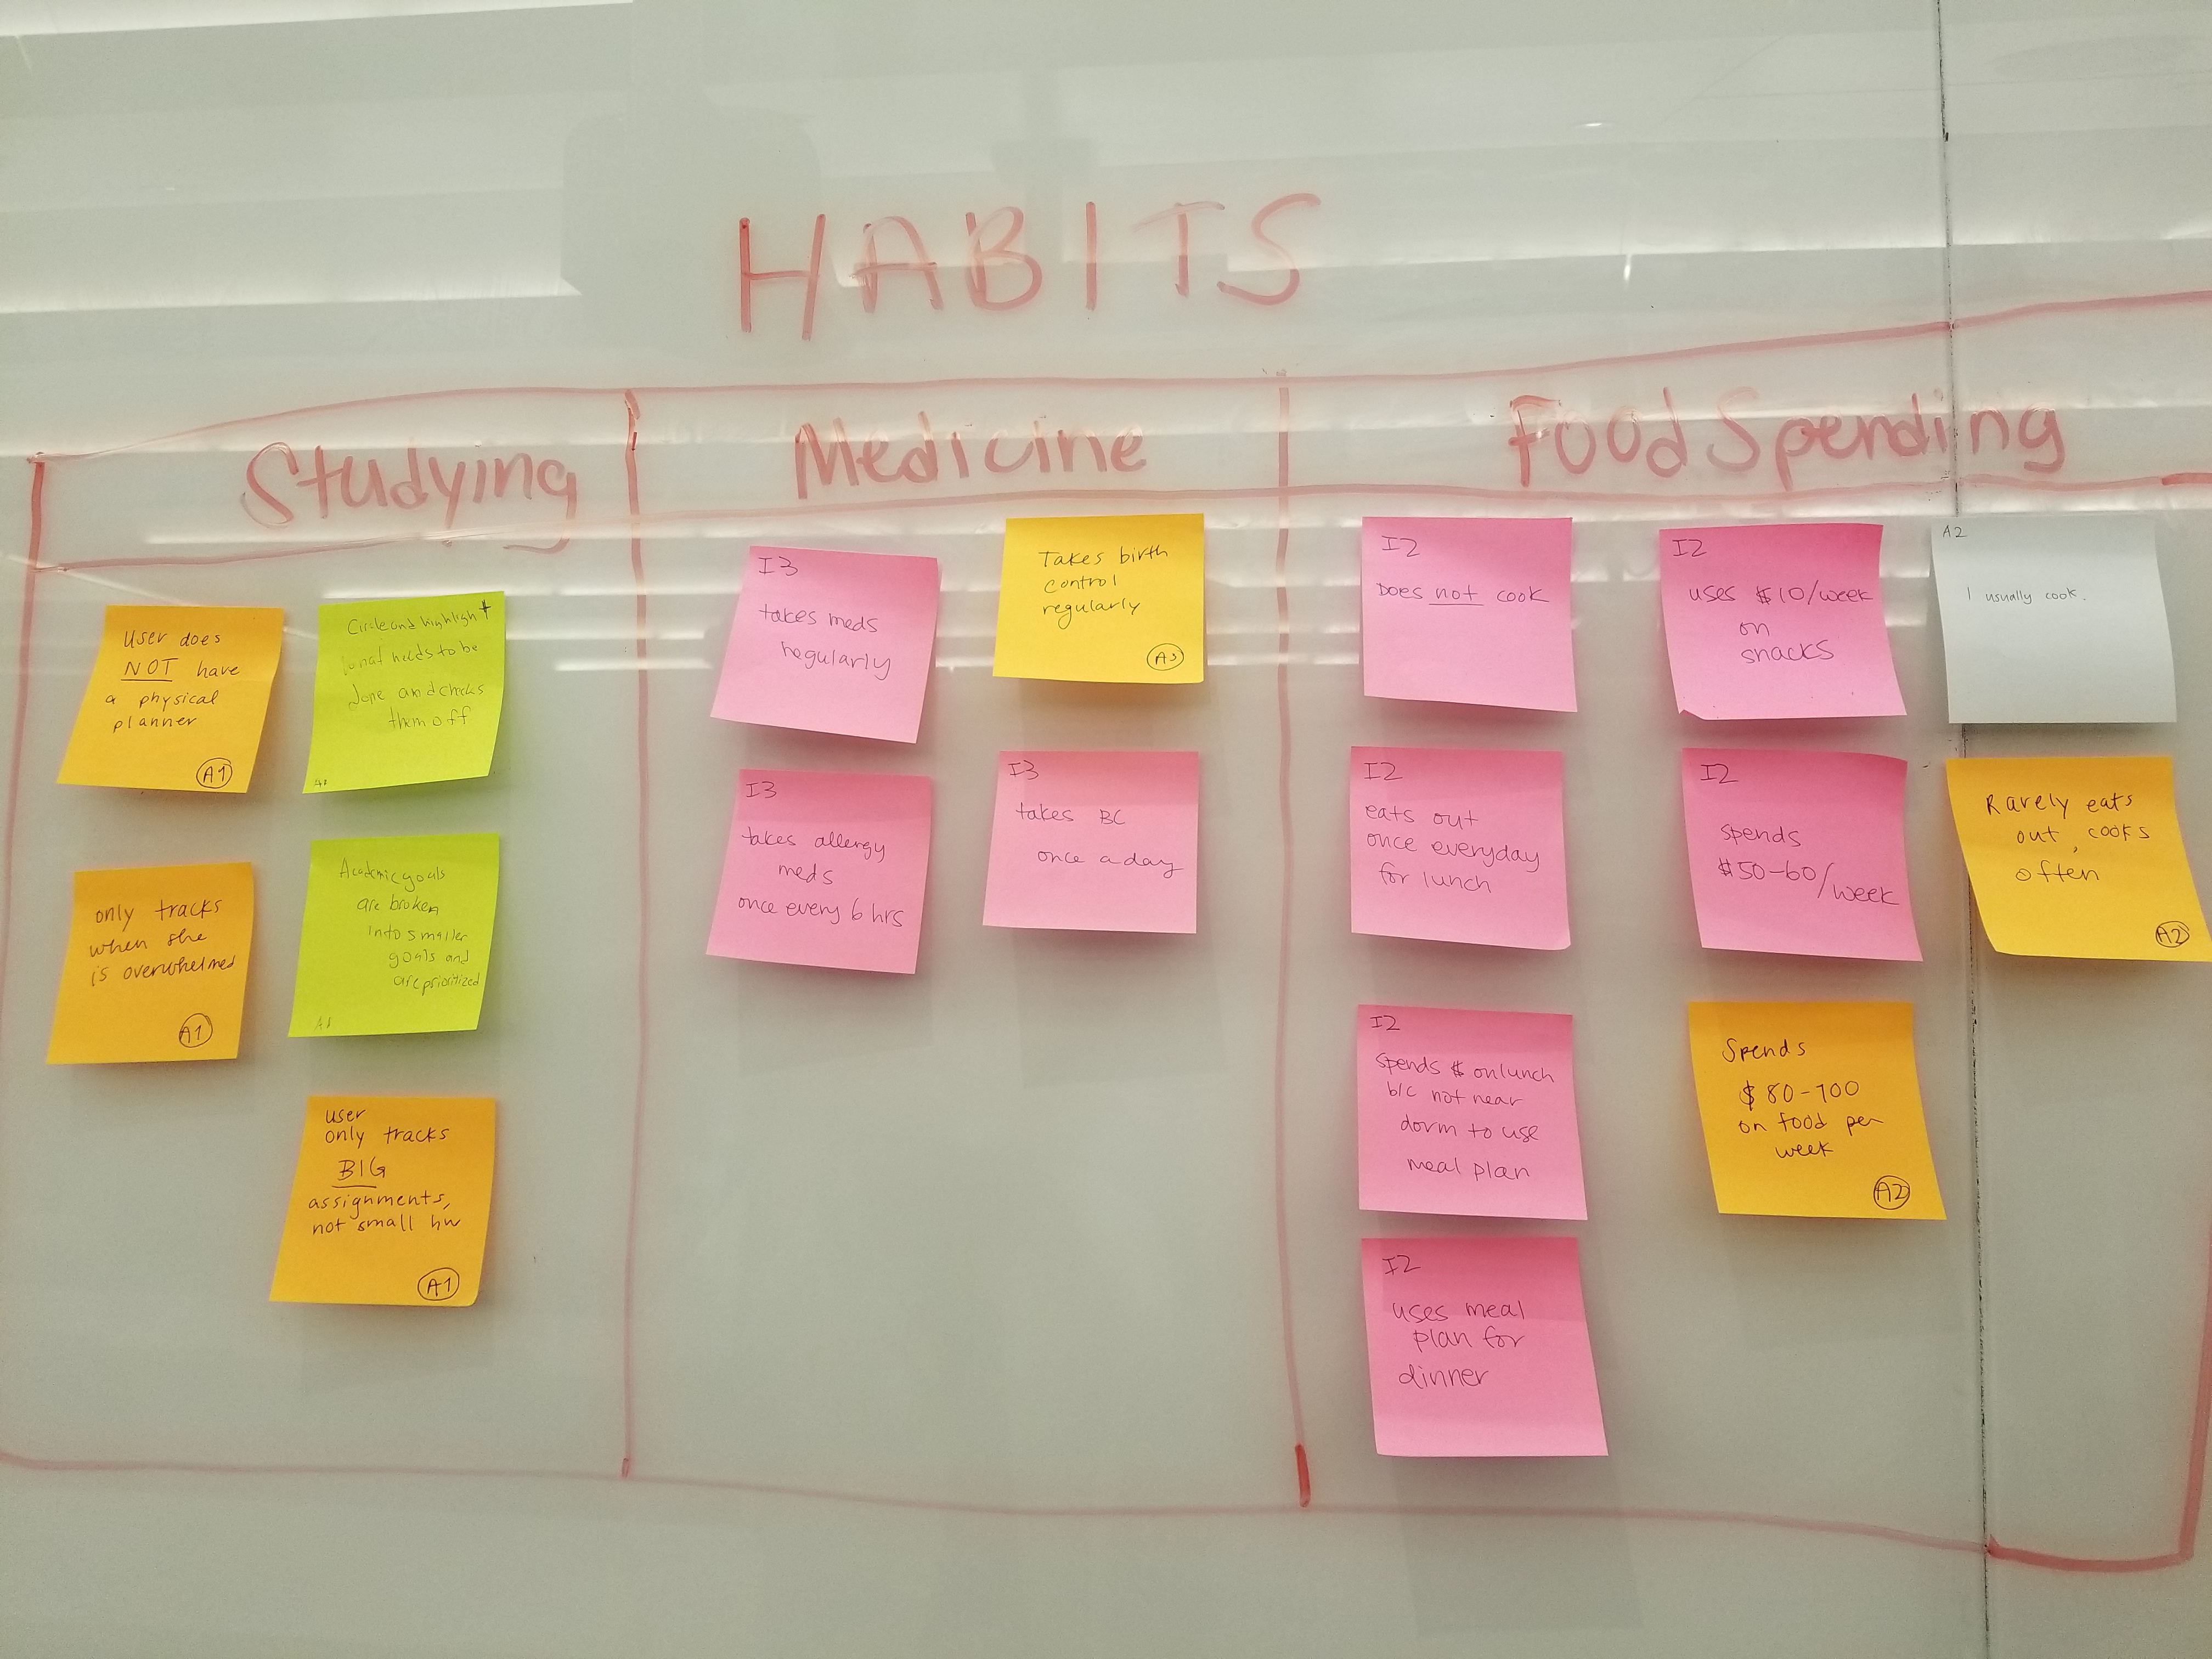 HABITS
Studying
User does
NOT have
a physical
planner
A1
Circle and highlight
what needs to be
done and checks
them off
only tracks
when she
is overwhelmed
A1
Academic goals
are broken
into smaller
goals and
are prioritized
A1
user
only tracks
BIG
assignments,
not small hw
A1
Medicine
I3
takes meds
regularly
Takes birth
control
regularly
A3
I3
takes allergy
meds
once every 6 hrs
I3
takes BC
once a day
Food Spending
I2
Does not cook
I2
uses $10/week
on
snacks
A2
I usually cook.
I2
eats out
once everyday
for lunch
I2
spends
$50-60/week
Rarely eats
out, cooks
often
A2
I2
spends $ on lunch
b/c not near
dorm to use
meal plan
Spends
$80-100
on food per
week
A2
I2
uses meal
plan for
dinner